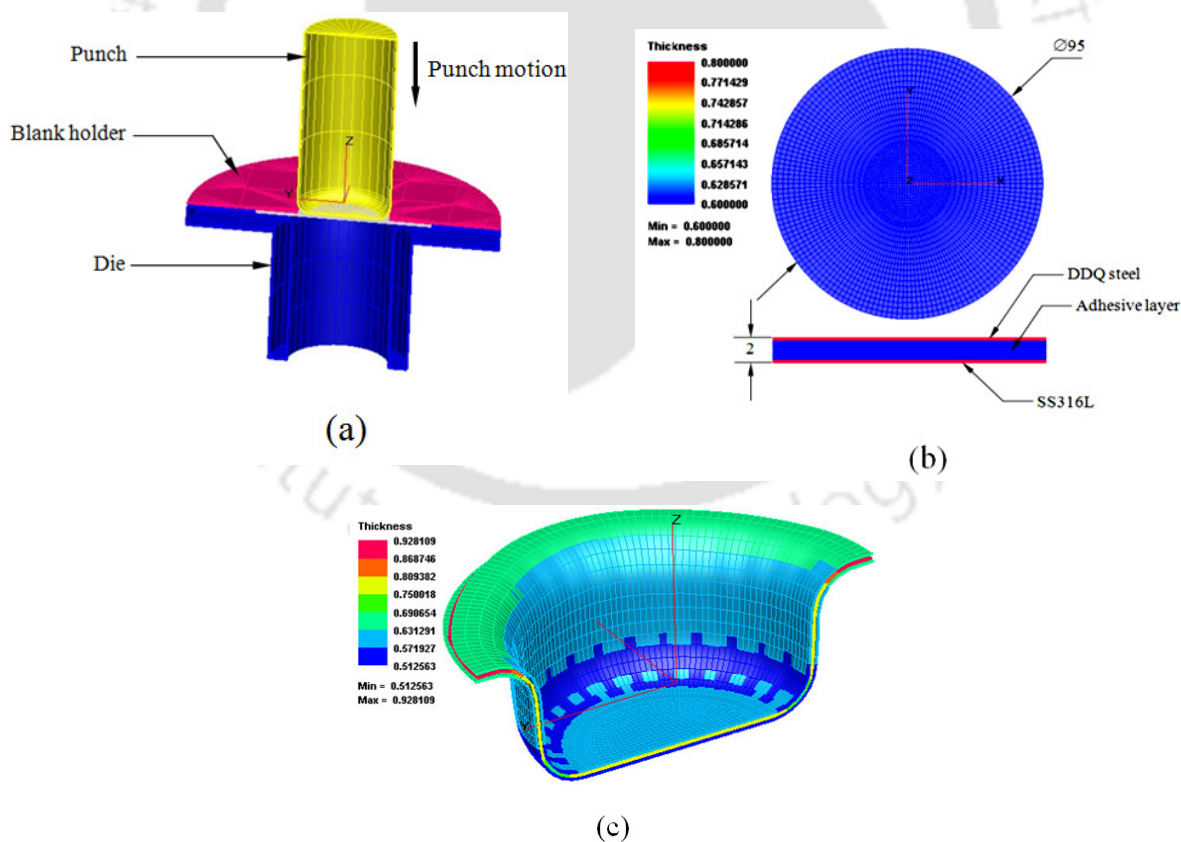 Punch
Punch motion
Blank holder
Z
Y
Die
(a)
Thickness
0.800000
0.771429
0.742857
0.714286
0.685714
0.657143
0.628571
0.600000
Min = 0.600000
Max = 0.800000
Ø95
Y
Z
X
DDQ steel
Adhesive layer
2
SS316L
(b)
Thickness
0.928109
0.868746
0.809382
0.750018
0.690654
0.631291
0.571927
0.512563
Min = 0.512563
Max = 0.928109
Z
Y
(c)